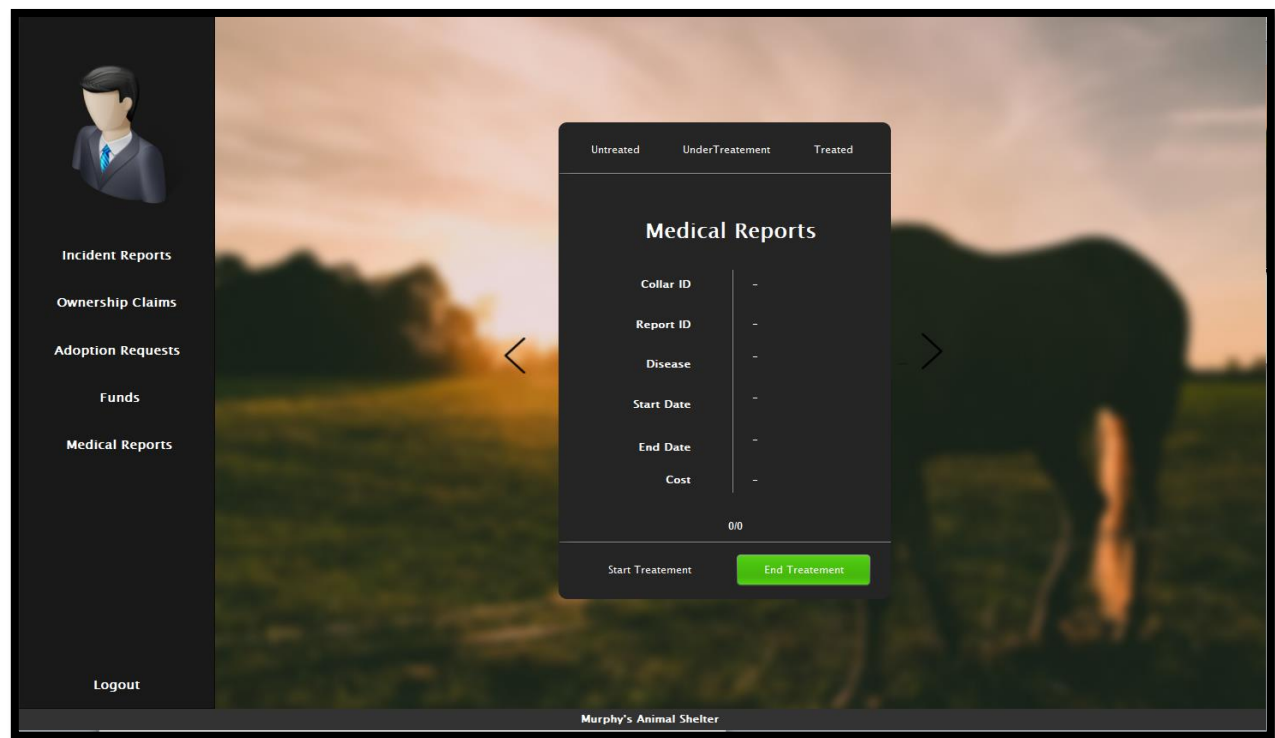 Incident Reports
Ownership Claims
Adoption Requests
Funds
Medical Reports
Logout
Untreated UnderTreatement Treated
Medical Reports
Collar ID -
Report ID -
Disease -
Start Date -
End Date -
Cost -
0/0
Start Treatement End Treatement
Murphy's Animal Shelter